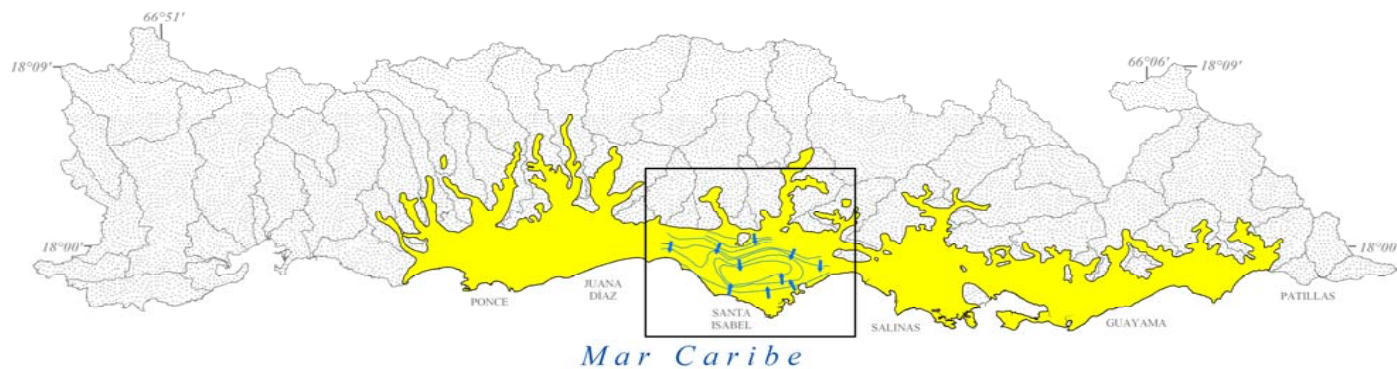 66°51'
18°09'
66°06'
18°09'
18°00'
18°00'
JUANA
DÍAZ
PONCE
SANTA
ISABEL
SALINAS
GUAYAMA
PATILLAS
Mar Caribe